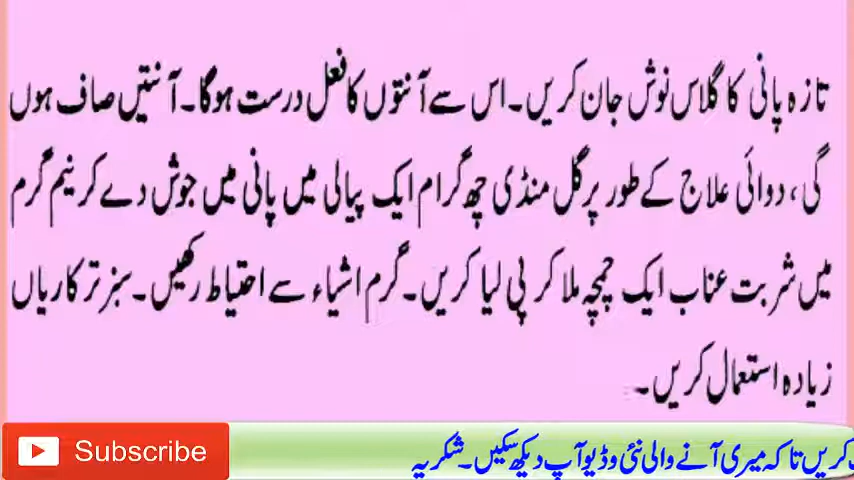 تازہ پانی کا گلاس نوش جان کریں۔ اس سے آنتوں کا فعل درست ہوگا۔ آنتیں صاف ہوں
گی، دوائی علاج کے طور پر گل منڈی چھ گرام ایک پیالی میں پانی میں جوش دے کر نیم گرم
میں شربت عناب ایک چمچہ ملا کر پی لیا کریں۔ گرم اشیاء سے احتیاط رکھیں۔ سبز ترکاریاں
زیادہ استعمال کریں۔
Subscribe
کریں تاکہ میری آنے والی نئی وڈیو آپ دیکھ سکیں۔ شکریہ